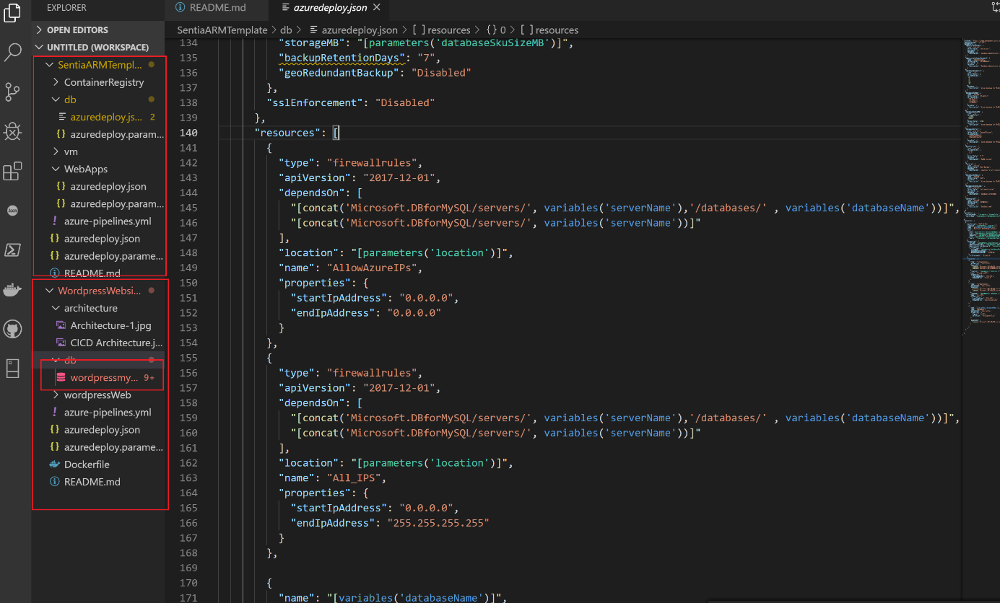 EXPLORER
OPEN EDITORS
UNTITLED (WORKSPACE)
SentiaARMTempl...
ContainerRegistry
db
azuredeploy.js... 2
azuredeploy.param...
vm
WebApps
azuredeploy.json
azuredeploy.param...
azure-pipelines.yml
azuredeploy.json
azuredeploy.parame...
README.md
WordpressWebsi...
architecture
Architecture-1.jpg
CICD Architecture.j...
db
wordpressmy... 9+
wordpressWeb
azure-pipelines.yml
azuredeploy.json
azuredeploy.parame...
Dockerfile
README.md
README.md
azuredeploy.json
SentiaARMTemplate > db > azuredeploy.json > [ ] resources > {} 0 > [ ] resources
134 "storageMB": "[parameters('databaseSkuSizeMB')]",
135 "backupRetentionDays": "7",
136 "geoRedundantBackup": "Disabled"
137 },
138 "sslEnforcement": "Disabled"
139 },
140 "resources": [
141 {
142 "type": "firewallrules",
143 "apiVersion": "2017-12-01",
144 "dependsOn": [
145 "[concat('Microsoft.DBforMySQL/servers/', variables('serverName'),'/databases/' , variables('databaseName'))]",
146 "[concat('Microsoft.DBforMySQL/servers/', variables('serverName'))]"
147 ],
148 "location": "[parameters('location')]",
149 "name": "AllowAzureIPs",
150 "properties": {
151 "startIpAddress": "0.0.0.0",
152 "endIpAddress": "0.0.0.0"
153 }
154 },
155 {
156 "type": "firewallrules",
157 "apiVersion": "2017-12-01",
158 "dependsOn": [
159 "[concat('Microsoft.DBforMySQL/servers/', variables('serverName'),'/databases/' , variables('databaseName'))]",
160 "[concat('Microsoft.DBforMySQL/servers/', variables('serverName'))]"
161 ],
162 "location": "[parameters('location')]",
163 "name": "All_IPS",
164 "properties": {
165 "startIpAddress": "0.0.0.0",
166 "endIpAddress": "255.255.255.255"
167 }
168 },
169
170 {
171 "name": "[variables('databaseName')]",